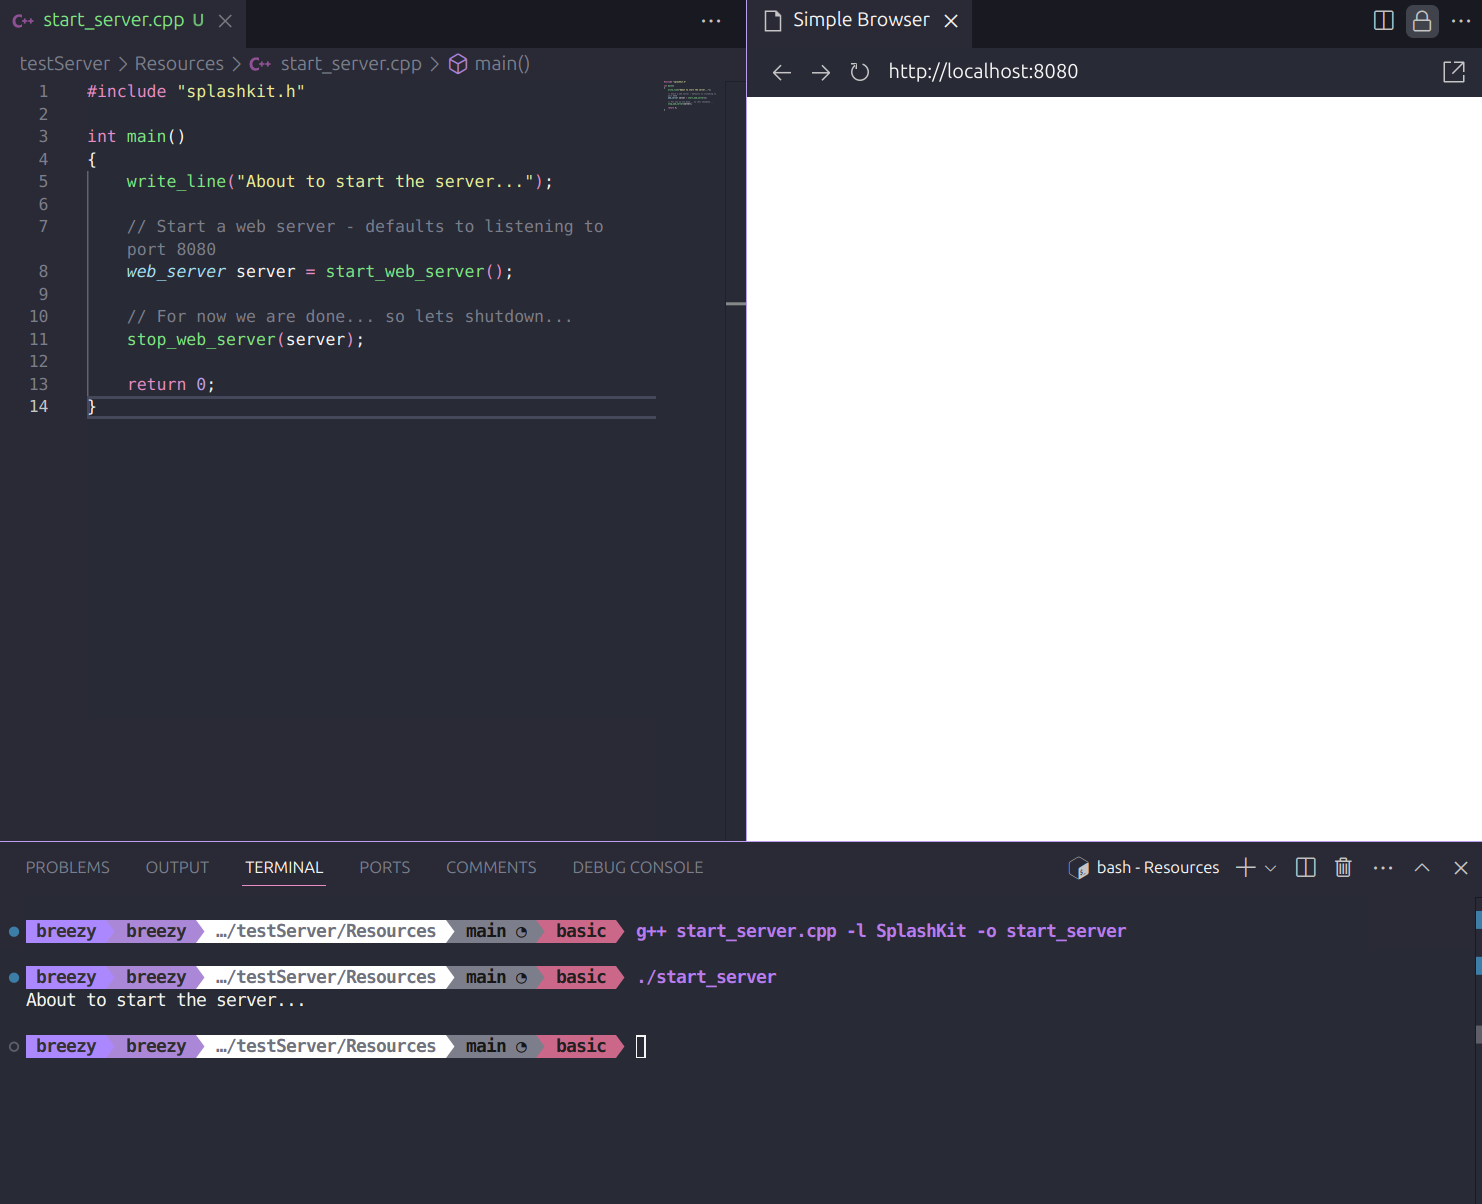 C++ start_server.cpp U
testServer > Resources > C++ start_server.cpp > main()
1 #include "splashkit.h"
2
3 int main()
4 {
5 write_line("About to start the server...");
6
7 // Start a web server - defaults to listening to
port 8080
8 web_server server = start_web_server();
9
10 // For now we are done... so lets shutdown...
11 stop_web_server(server);
12
13 return 0;
14 }
Simple Browser
http://localhost:8080
PROBLEMS OUTPUT TERMINAL PORTS COMMENTS DEBUG CONSOLE bash - Resources
breezy breezy …/testServer/Resources main basic g++ start_server.cpp -l SplashKit -o start_server
breezy breezy …/testServer/Resources main basic ./start_server
About to start the server...
breezy breezy …/testServer/Resources main basic